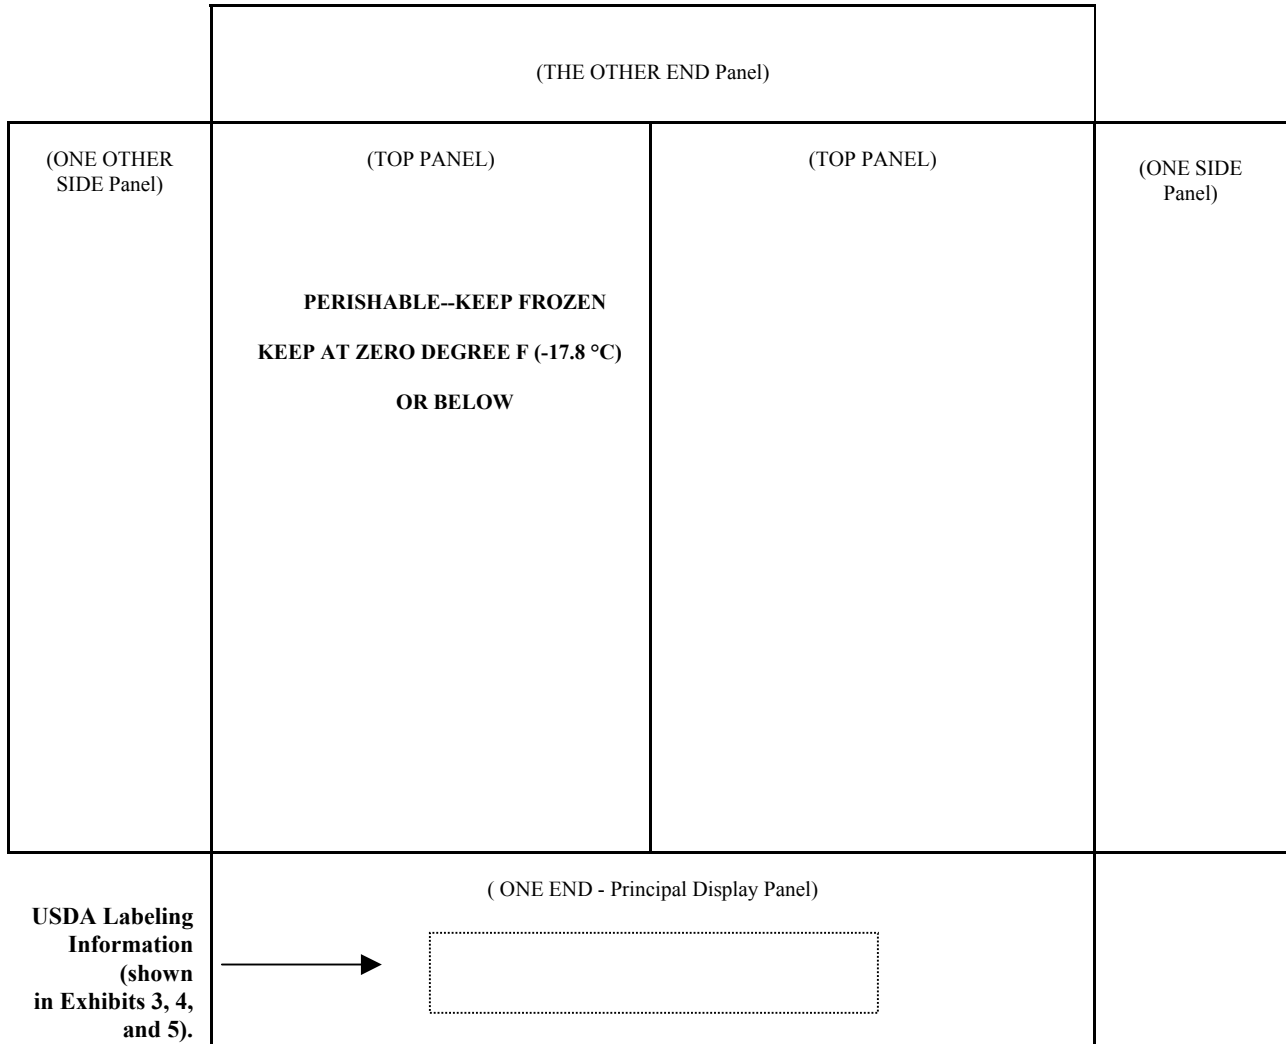 (THE OTHER END Panel)
(ONE OTHER
SIDE Panel)
(TOP PANEL)
(TOP PANEL)
(ONE SIDE
Panel)
PERISHABLE--KEEP FROZEN
KEEP AT ZERO DEGREE F (-17.8 °C)
OR BELOW
( ONE END - Principal Display Panel)
USDA Labeling
Information
(shown
in Exhibits 3, 4,
and 5).